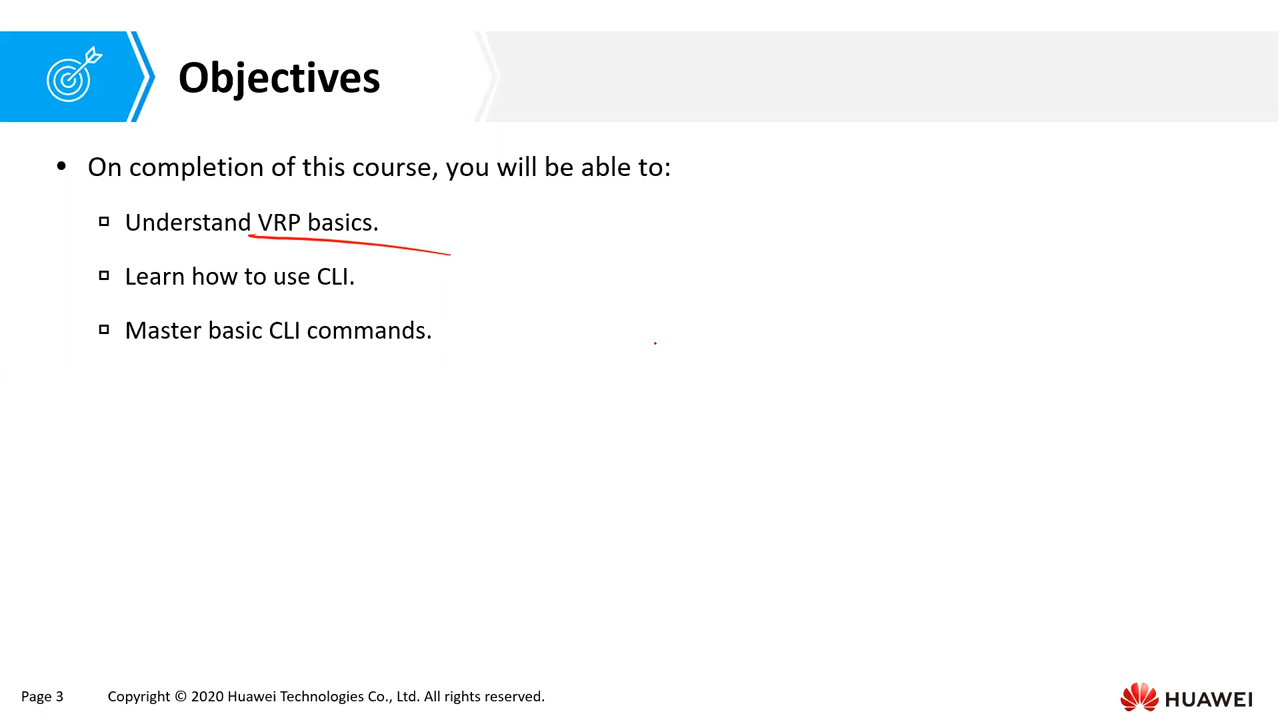 Objectives
• On completion of this course, you will be able to:
▫ Understand VRP basics.
▫ Learn how to use CLI.
▫ Master basic CLI commands.
Page 3 Copyright © 2020 Huawei Technologies Co., Ltd. All rights reserved.
HUAWEI